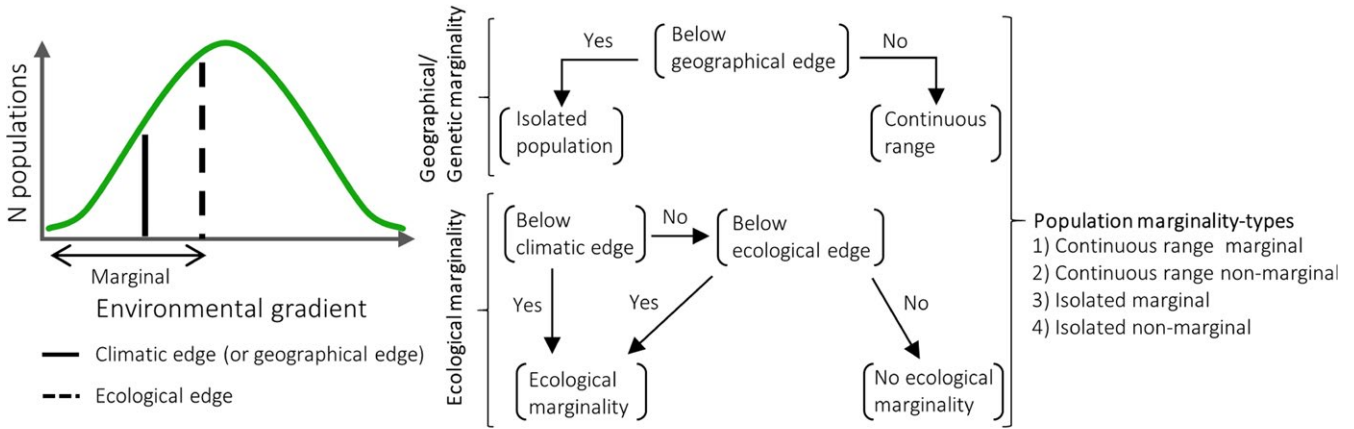 N populations
Marginal
Environmental gradient
Climatic edge (or geographical edge)
Ecological edge
Geographical/
Genetic marginality
Below
geographical edge
Yes
No
Isolated
population
Continuous
range
Ecological marginality
Below
climatic edge
No
Below
ecological edge
Yes
Yes
No
Ecological
marginality
No ecological
marginality
Population marginality-types
1) Continuous range marginal
2) Continuous range non-marginal
3) Isolated marginal
4) Isolated non-marginal